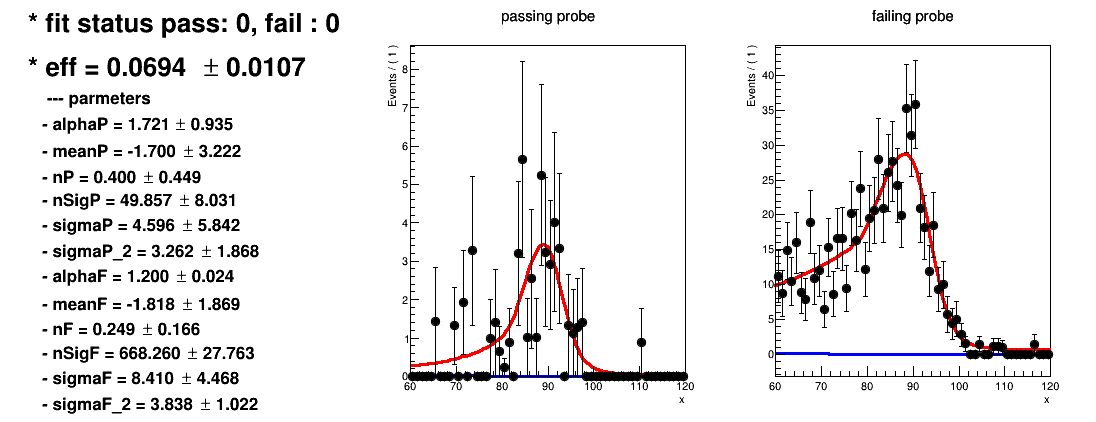 * fit status pass: 0, fail : 0
* eff = 0.0694 ± 0.0107
--- parmeters
- alphaP = 1.721 ± 0.935
- meanP = -1.700 ± 3.222
- nP = 0.400 ± 0.449
- nSigP = 49.857 ± 8.031
- sigmaP = 4.596 ± 5.842
- sigmaP_2 = 3.262 ± 1.868
- alphaF = 1.200 ± 0.024
- meanF = -1.818 ± 1.869
- nF = 0.249 ± 0.166
- nSigF = 668.260 ± 27.763
- sigmaF = 8.410 ± 4.468
- sigmaF_2 = 3.838 ± 1.022
passing probe
Events / ( 1 )
8
7
6
5
4
3
2
1
0
60 70 80 90 100 110 120
x
failing probe
Events / ( 1 )
40
35
30
25
20
15
10
5
0
60 70 80 90 100 110 120
x